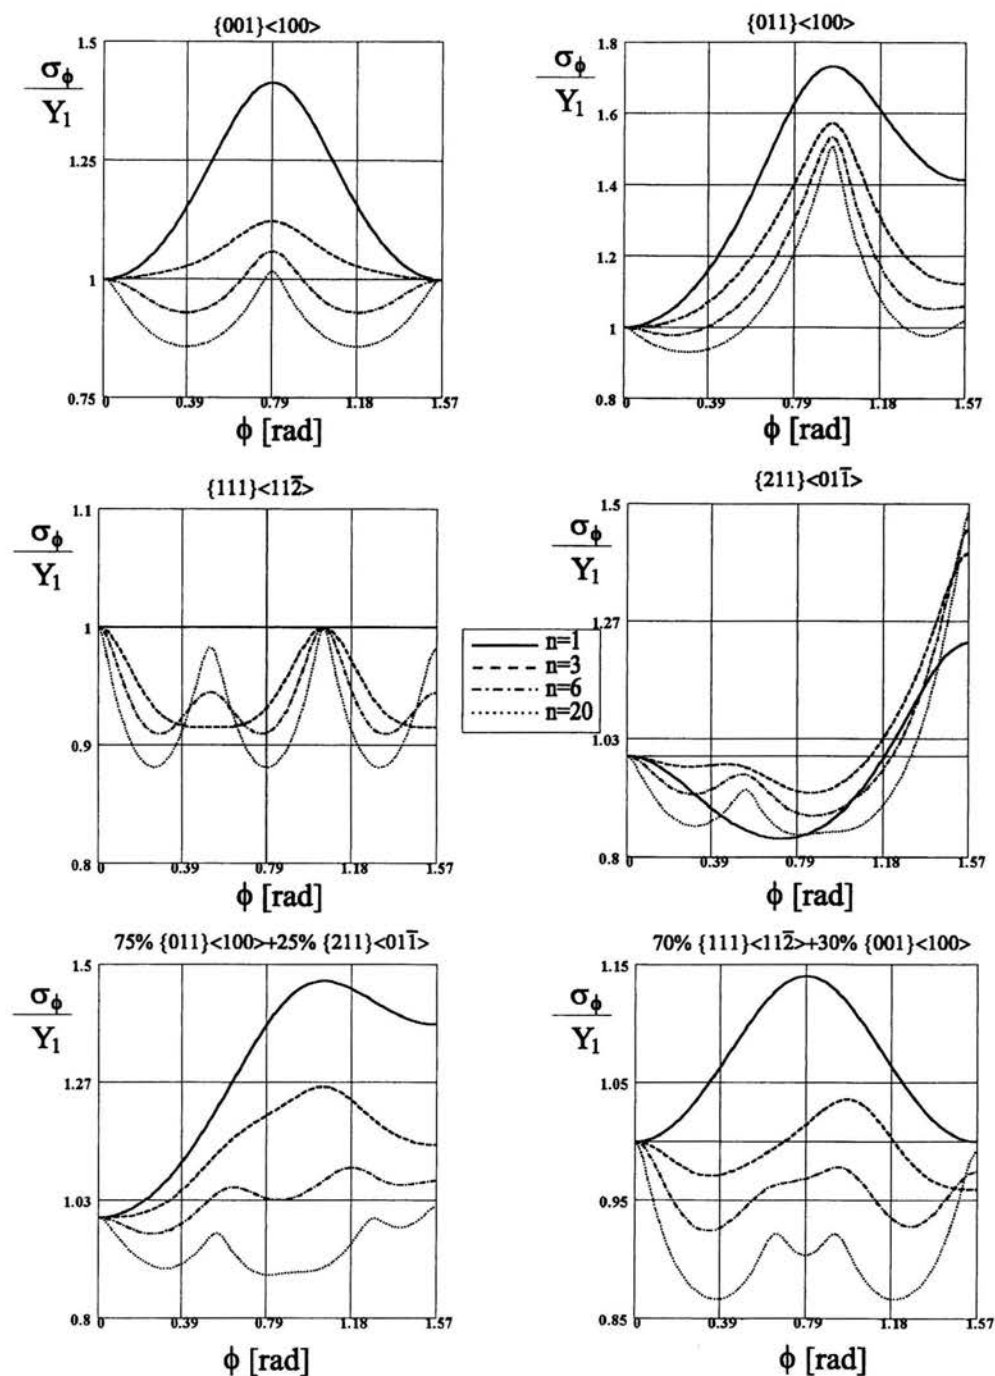 {001}<100>
σϕ
Y1
1.5
1.25
1
0.75
0 0.39 0.79 1.18 1.57
ϕ [rad]
{011}<100>
σϕ
Y1
1.8
1.6
1.4
1.2
1
0.8
0 0.39 0.79 1.18 1.57
ϕ [rad]
{111}<112̅>
σϕ
Y1
1.1
1
0.9
0.8
0 0.39 0.79 1.18 1.57
ϕ [rad]
n=1
n=3
n=6
n=20
{211}<011̅>
σϕ
Y1
1.5
1.27
1.03
0.8
0 0.39 0.79 1.18 1.57
ϕ [rad]
75% {011}<100>+25% {211}<011̅>
σϕ
Y1
1.5
1.27
1.03
0.8
0 0.39 0.79 1.18 1.57
ϕ [rad]
70% {111}<112̅>+30% {001}<100>
σϕ
Y1
1.15
1.05
0.95
0.85
0 0.39 0.79 1.18 1.57
ϕ [rad]